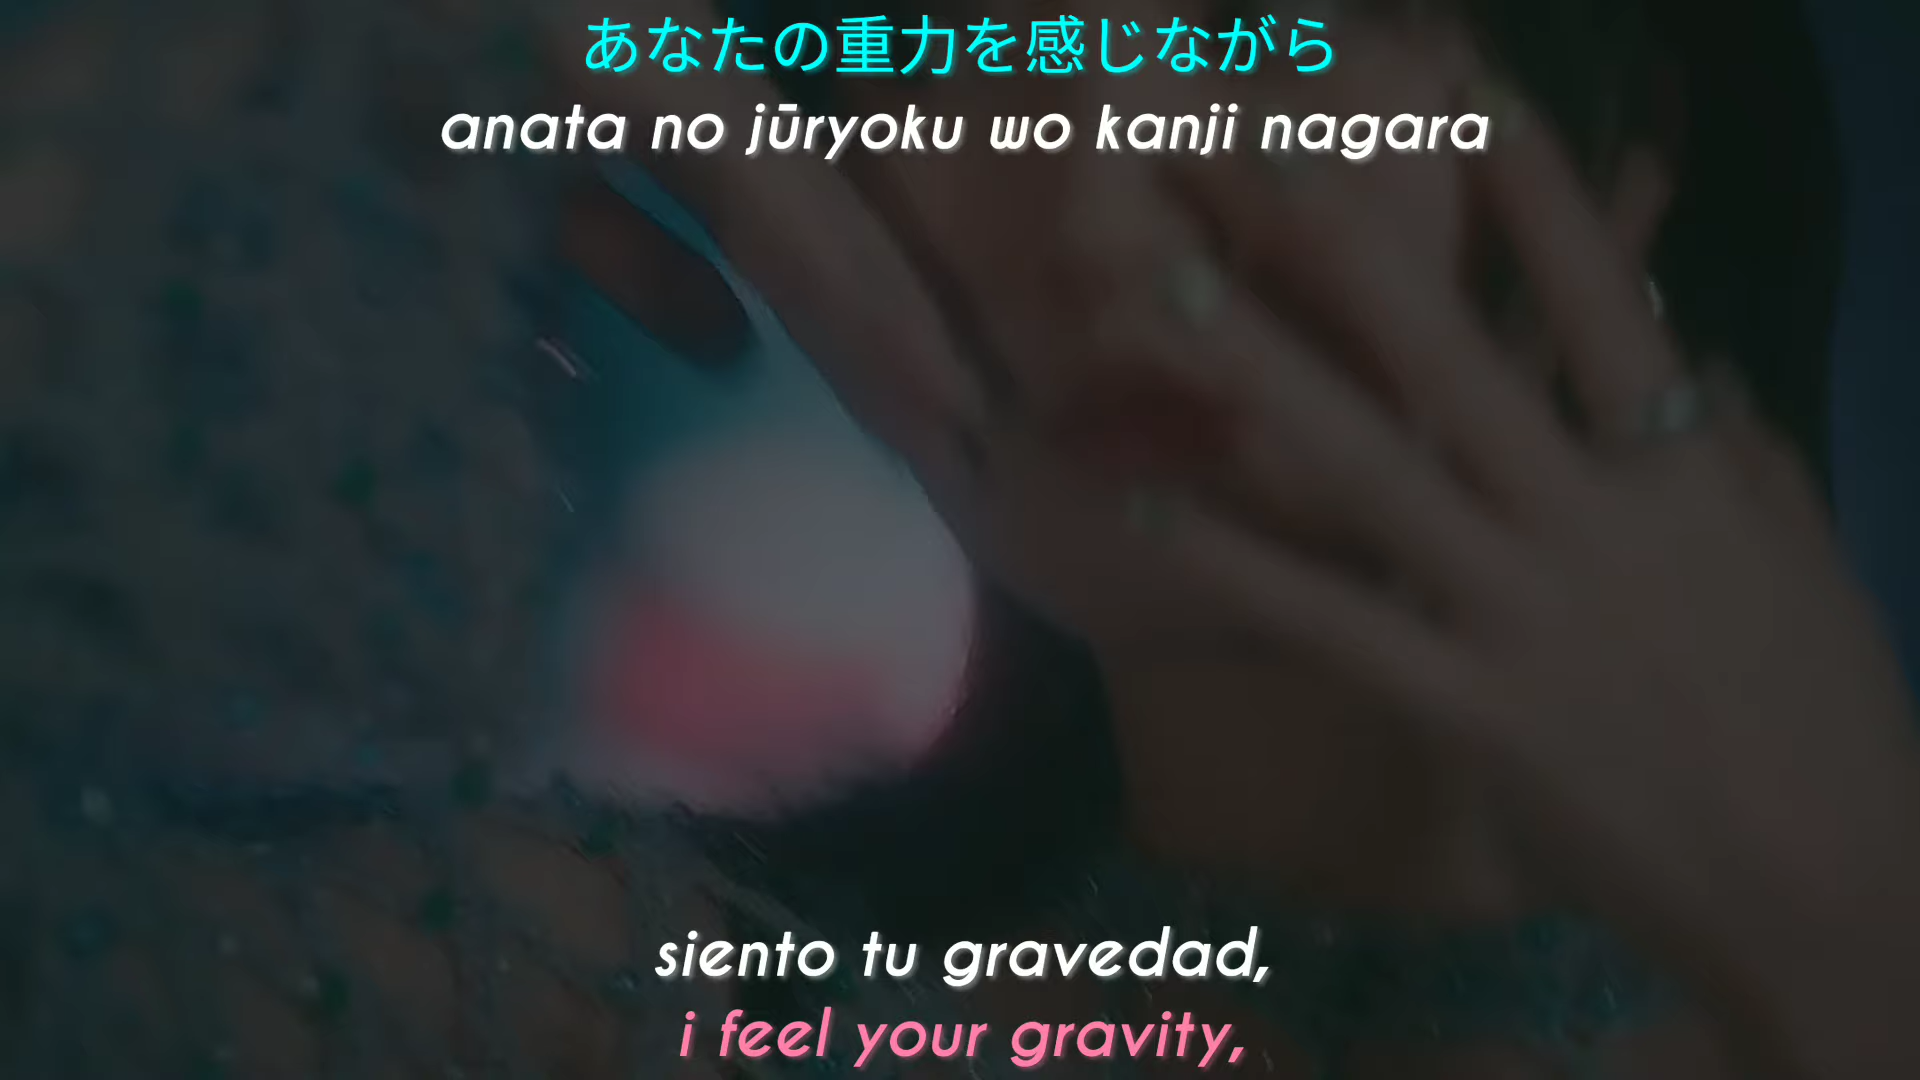 あなたの重力を感じながら
anata no jūryoku wo kanji nagara
siento tu gravedad,
i feel your gravity,